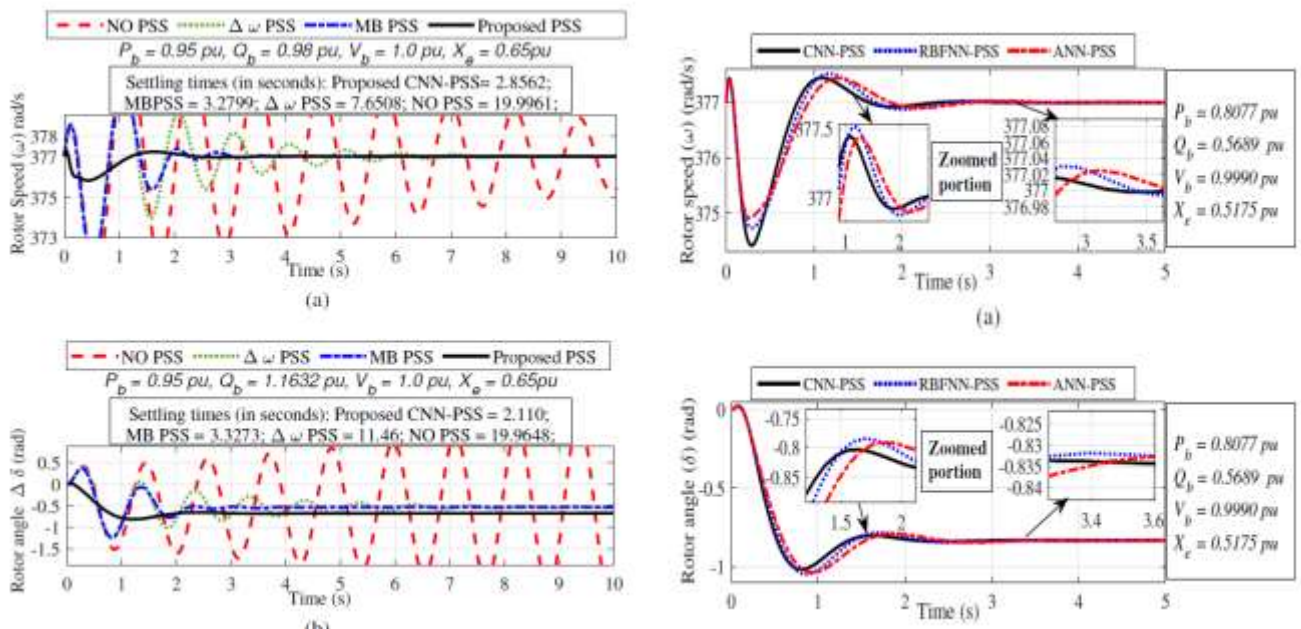 NO PSS Δ ω PSS MB PSS Proposed PSS
P_b = 0.95 pu, Q_b = 0.98 pu, V_b = 1.0 pu, X_e = 0.65pu
Settling times (in seconds): Proposed CNN-PSS= 2.8562;
MBPSS = 3.2799; Δ ω PSS = 7.6508; NO PSS = 19.9961;
Rotor Speed (ω) rad/s
378
377
375
373
0 1 2 3 4 5 6 7 8 9 10
Time (s)
(a)
NO PSS Δ ω PSS MB PSS Proposed PSS
P_b = 0.95 pu, Q_b = 1.1632 pu, V_b = 1.0 pu, X_e = 0.65pu
Settling times (in seconds): Proposed CNN-PSS = 2.110;
MB PSS = 3.3273; Δ ω PSS = 11.46; NO PSS = 19.9648;
Rotor angle Δ δ (rad)
0.5
0
-0.5
-1
-1.5
0 1 2 3 4 5 6 7 8 9 10
Time (s)
(b)
CNN-PSS RBFNN-PSS ANN-PSS
Rotor speed (ω) (rad/s)
377
376
375
377.5
377
1 2
Zoomed
portion
377.08
377.06
377.04
377.02
377
376.98
3 3.5
0 1 2 3 4 5
Time (s)
P_b = 0.8077 pu
Q_b = 0.5689 pu
V_b = 0.9990 pu
X_e = 0.5175 pu
(a)
CNN-PSS RBFNN-PSS ANN-PSS
Rotor angle (δ) (rad)
0
-0.5
-1
-0.75
-0.8
-0.85
1.5 2
Zoomed
portion
-0.825
-0.83
-0.835
-0.84
3.4 3.6
0 1 2 3 4 5
Time (s)
P_b = 0.8077 pu
Q_b = 0.5689 pu
V_b = 0.9990 pu
X_e = 0.5175 pu